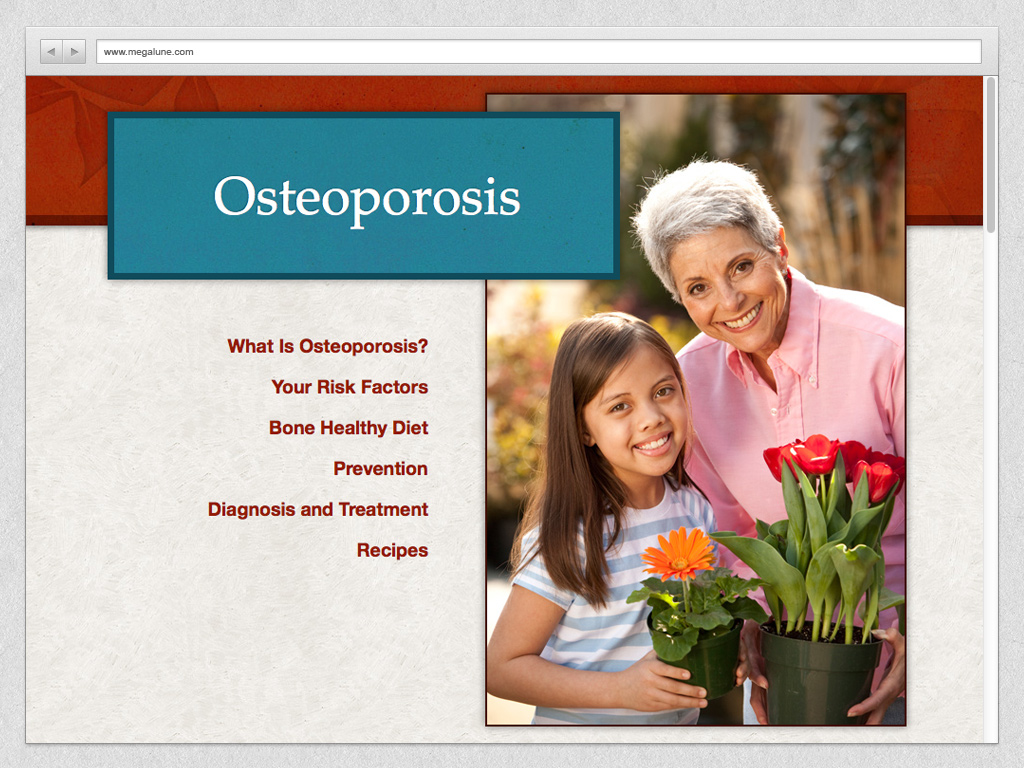 www.megalune.com
Osteoporosis
What Is Osteoporosis?
Your Risk Factors
Bone Healthy Diet
Prevention
Diagnosis and Treatment
Recipes